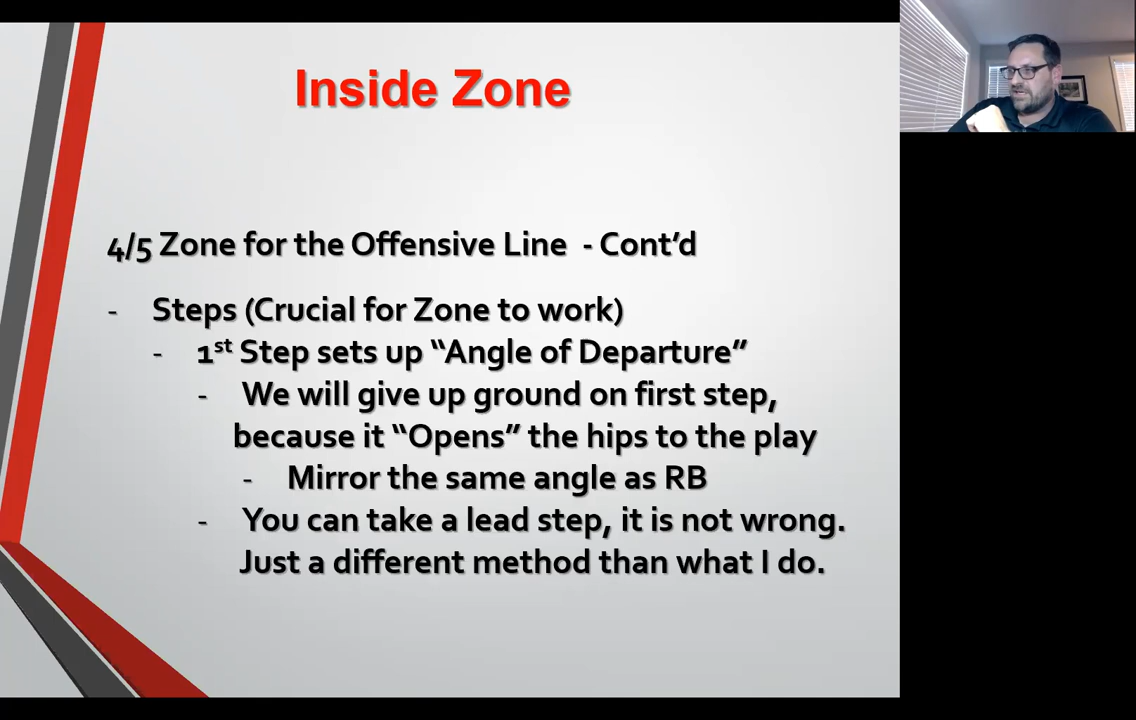 Inside Zone
4/5 Zone for the Offensive Line - Cont’d
- Steps (Crucial for Zone to work)
- 1st Step sets up “Angle of Departure”
- We will give up ground on first step,
because it “Opens” the hips to the play
- Mirror the same angle as RB
- You can take a lead step, it is not wrong.
Just a different method than what I do.